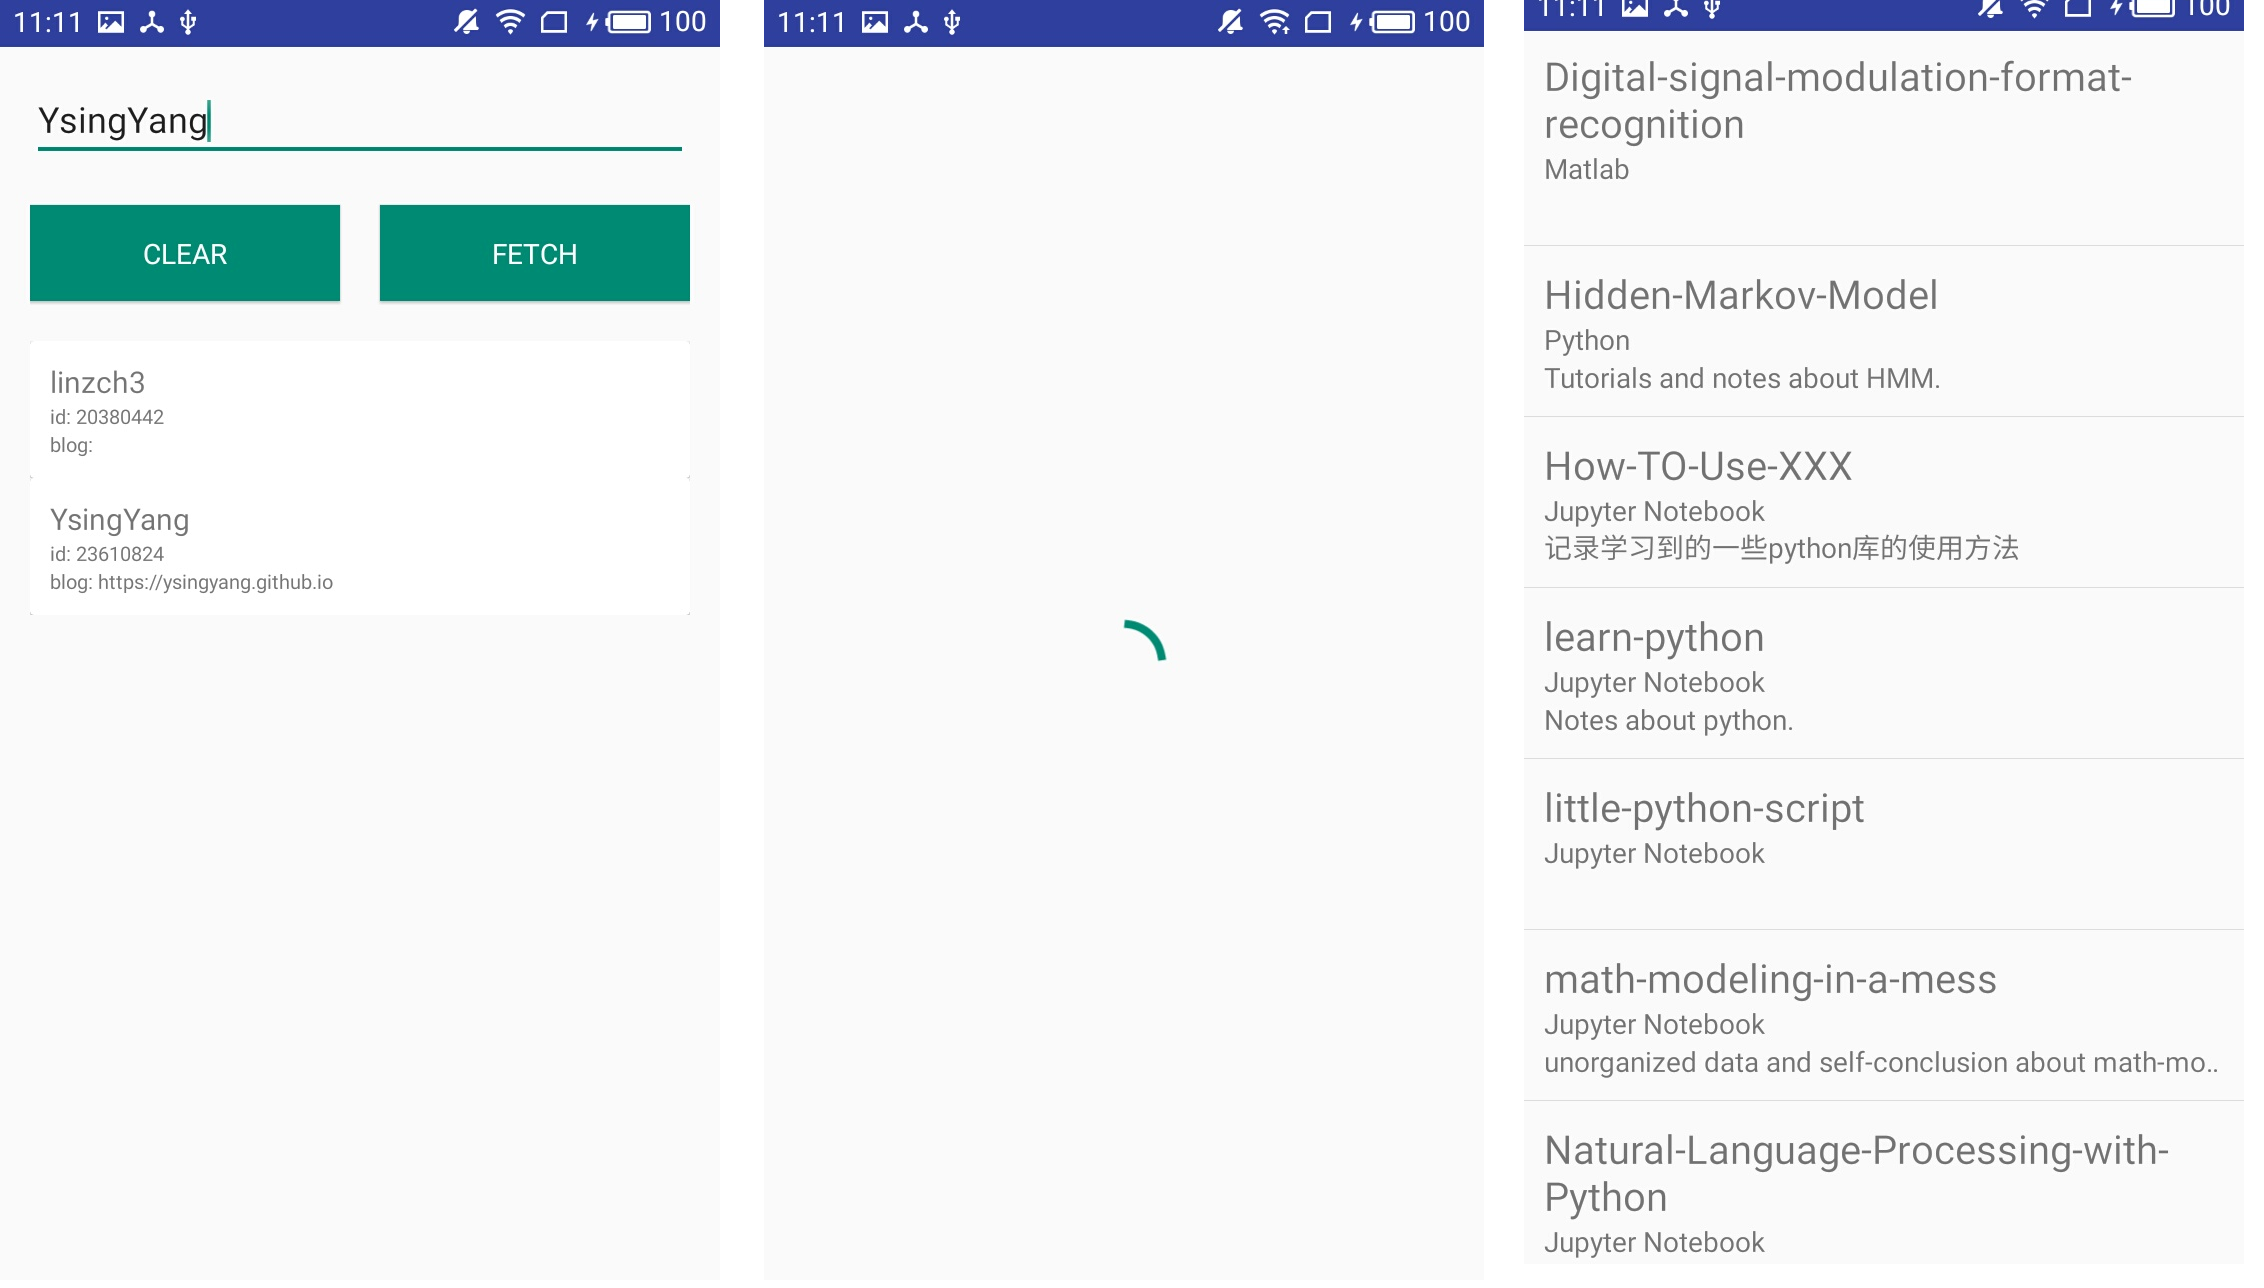 11:11 100
YsingYang
CLEAR FETCH
linzch3
id: 20380442
blog:
YsingYang
id: 23610824
blog: https://ysingyang.github.io
11:11 100
11:11 100
Digital-signal-modulation-format-
recognition
Matlab
Hidden-Markov-Model
Python
Tutorials and notes about HMM.
How-TO-Use-XXX
Jupyter Notebook
记录学习到的一些python库的使用方法
learn-python
Jupyter Notebook
Notes about python.
little-python-script
Jupyter Notebook
math-modeling-in-a-mess
Jupyter Notebook
unorganized data and self-conclusion about math-mo..
Natural-Language-Processing-with-
Python
Jupyter Notebook